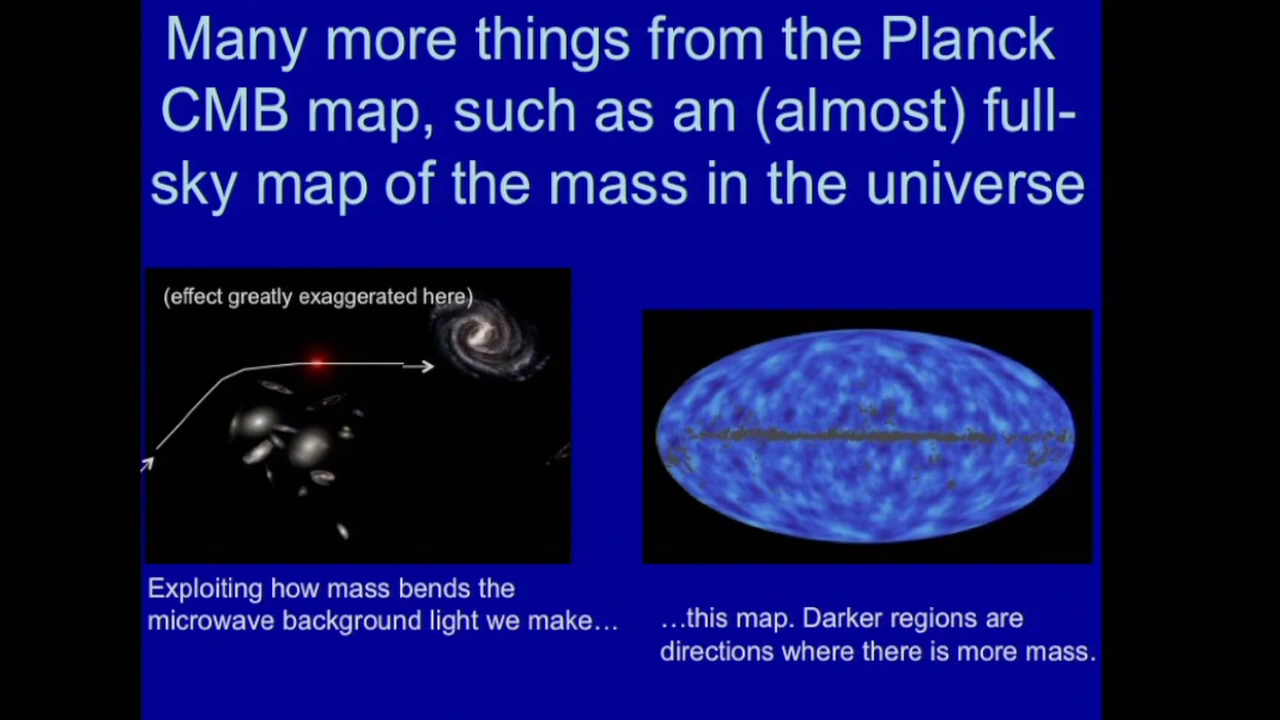 Many more things from the Planck
CMB map, such as an (almost) full-
sky map of the mass in the universe
(effect greatly exaggerated here)
Exploiting how mass bends the
microwave background light we make…
…this map. Darker regions are
directions where there is more mass.